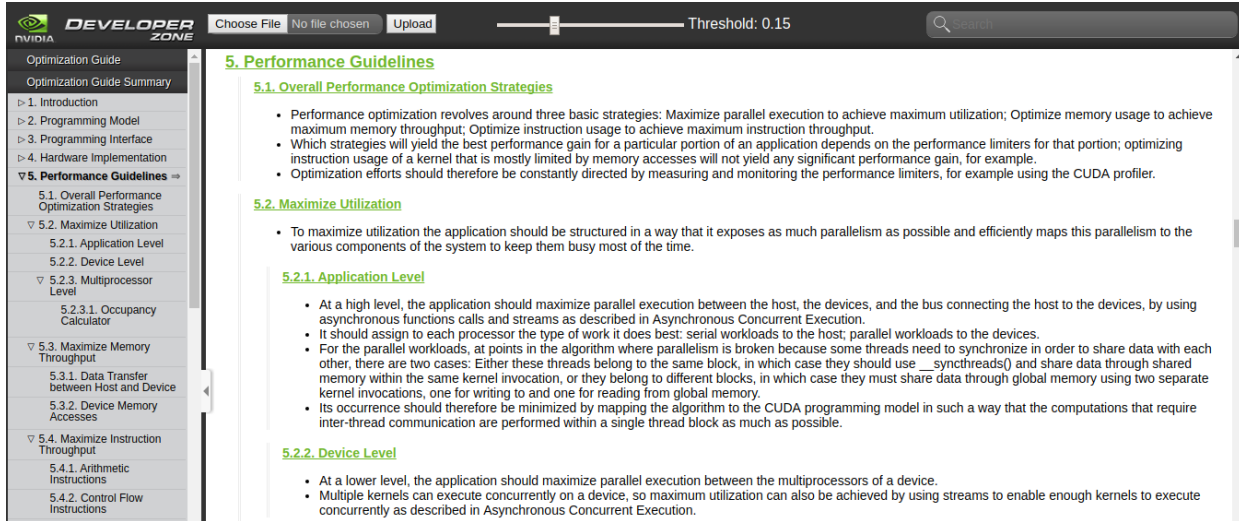 NVIDIA
DEVELOPER
ZONE
Choose File No file chosen Upload
Threshold: 0.15
Search
Optimization Guide
Optimization Guide Summary
1. Introduction
2. Programming Model
3. Programming Interface
4. Hardware Implementation
5. Performance Guidelines ⇒
5.1. Overall Performance
Optimization Strategies
5.2. Maximize Utilization
5.2.1. Application Level
5.2.2. Device Level
5.2.3. Multiprocessor
Level
5.2.3.1. Occupancy
Calculator
5.3. Maximize Memory
Throughput
5.3.1. Data Transfer
between Host and Device
5.3.2. Device Memory
Accesses
5.4. Maximize Instruction
Throughput
5.4.1. Arithmetic
Instructions
5.4.2. Control Flow
Instructions
5. Performance Guidelines
5.1. Overall Performance Optimization Strategies
• Performance optimization revolves around three basic strategies: Maximize parallel execution to achieve maximum utilization; Optimize memory usage to achieve
maximum memory throughput; Optimize instruction usage to achieve maximum instruction throughput.
• Which strategies will yield the best performance gain for a particular portion of an application depends on the performance limiters for that portion; optimizing
instruction usage of a kernel that is mostly limited by memory accesses will not yield any significant performance gain, for example.
• Optimization efforts should therefore be constantly directed by measuring and monitoring the performance limiters, for example using the CUDA profiler.
5.2. Maximize Utilization
• To maximize utilization the application should be structured in a way that it exposes as much parallelism as possible and efficiently maps this parallelism to the
various components of the system to keep them busy most of the time.
5.2.1. Application Level
• At a high level, the application should maximize parallel execution between the host, the devices, and the bus connecting the host to the devices, by using
asynchronous functions calls and streams as described in Asynchronous Concurrent Execution.
• It should assign to each processor the type of work it does best: serial workloads to the host; parallel workloads to the devices.
• For the parallel workloads, at points in the algorithm where parallelism is broken because some threads need to synchronize in order to share data with each
other, there are two cases: Either these threads belong to the same block, in which case they should use __syncthreads() and share data through shared
memory within the same kernel invocation, or they belong to different blocks, in which case they must share data through global memory using two separate
kernel invocations, one for writing to and one for reading from global memory.
• Its occurrence should therefore be minimized by mapping the algorithm to the CUDA programming model in such a way that the computations that require
inter-thread communication are performed within a single thread block as much as possible.
5.2.2. Device Level
• At a lower level, the application should maximize parallel execution between the multiprocessors of a device.
• Multiple kernels can execute concurrently on a device, so maximum utilization can also be achieved by using streams to enable enough kernels to execute
concurrently as described in Asynchronous Concurrent Execution.